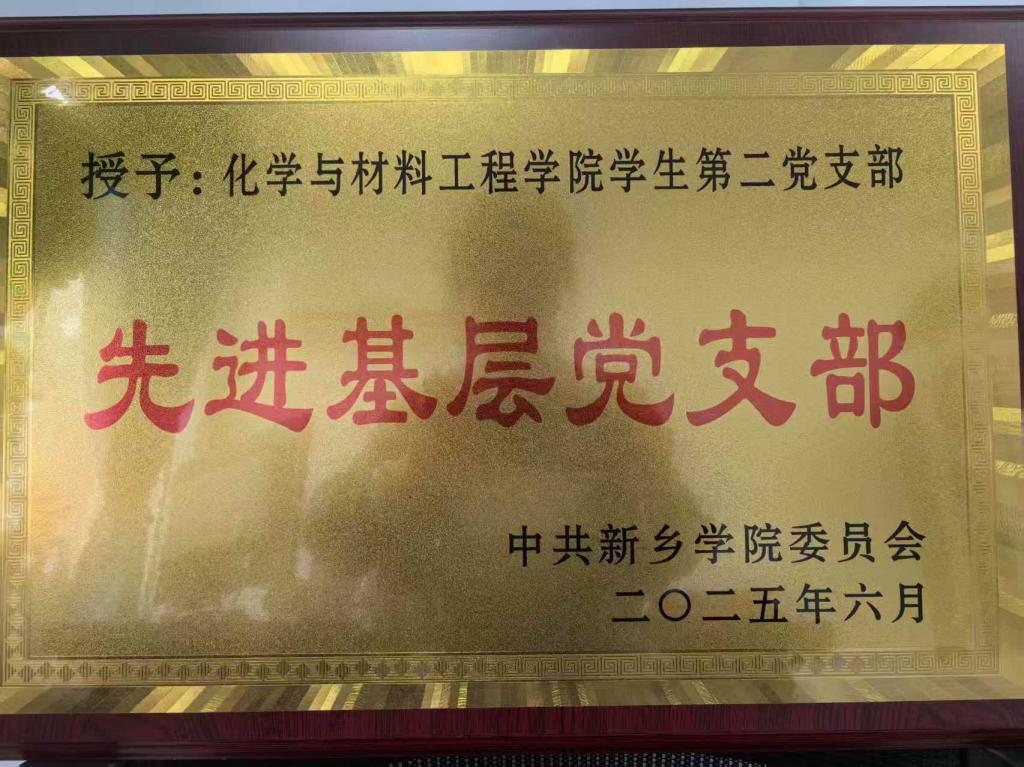 授予：化学与材料工程学院学生第二党支部
先进基层党支部
中共新乡学院委员会
二〇二五年六月